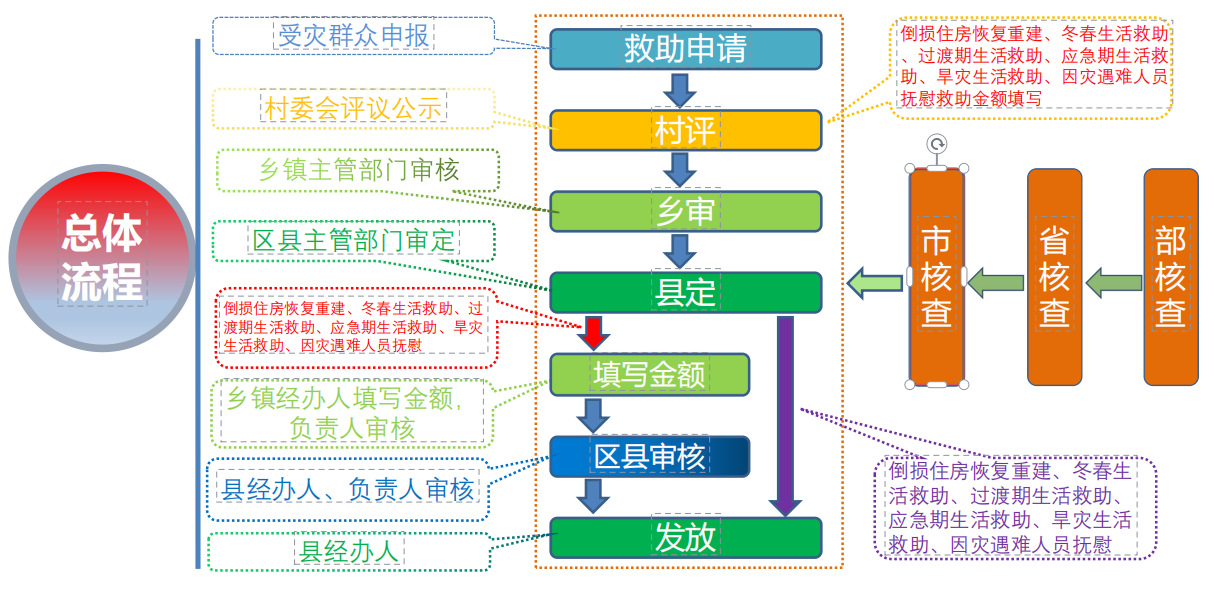 总体
流程
受灾群众申报
村委会评议公示
乡镇主管部门审核
区县主管部门审定
倒损住房恢复重建、冬春生活救助、过
渡期生活救助、应急期生活救助、旱灾
生活救助、因灾遇难人员抚慰
乡镇经办人填写金额,
负责人审核
县经办人、负责人审核
县经办人
救助申请
村评
乡审
县定
填写金额
区县审核
发放
倒损住房恢复重建、冬春生活救助
、过渡期生活救助、应急期生活救
助、旱灾生活救助、因灾遇难人员
抚慰救助金额填写
市
核
查
省
核
查
部
核
查
倒损住房恢复重建、冬春生
活救助、过渡期生活救助、
应急期生活救助、旱灾生活
救助、因灾遇难人员抚慰